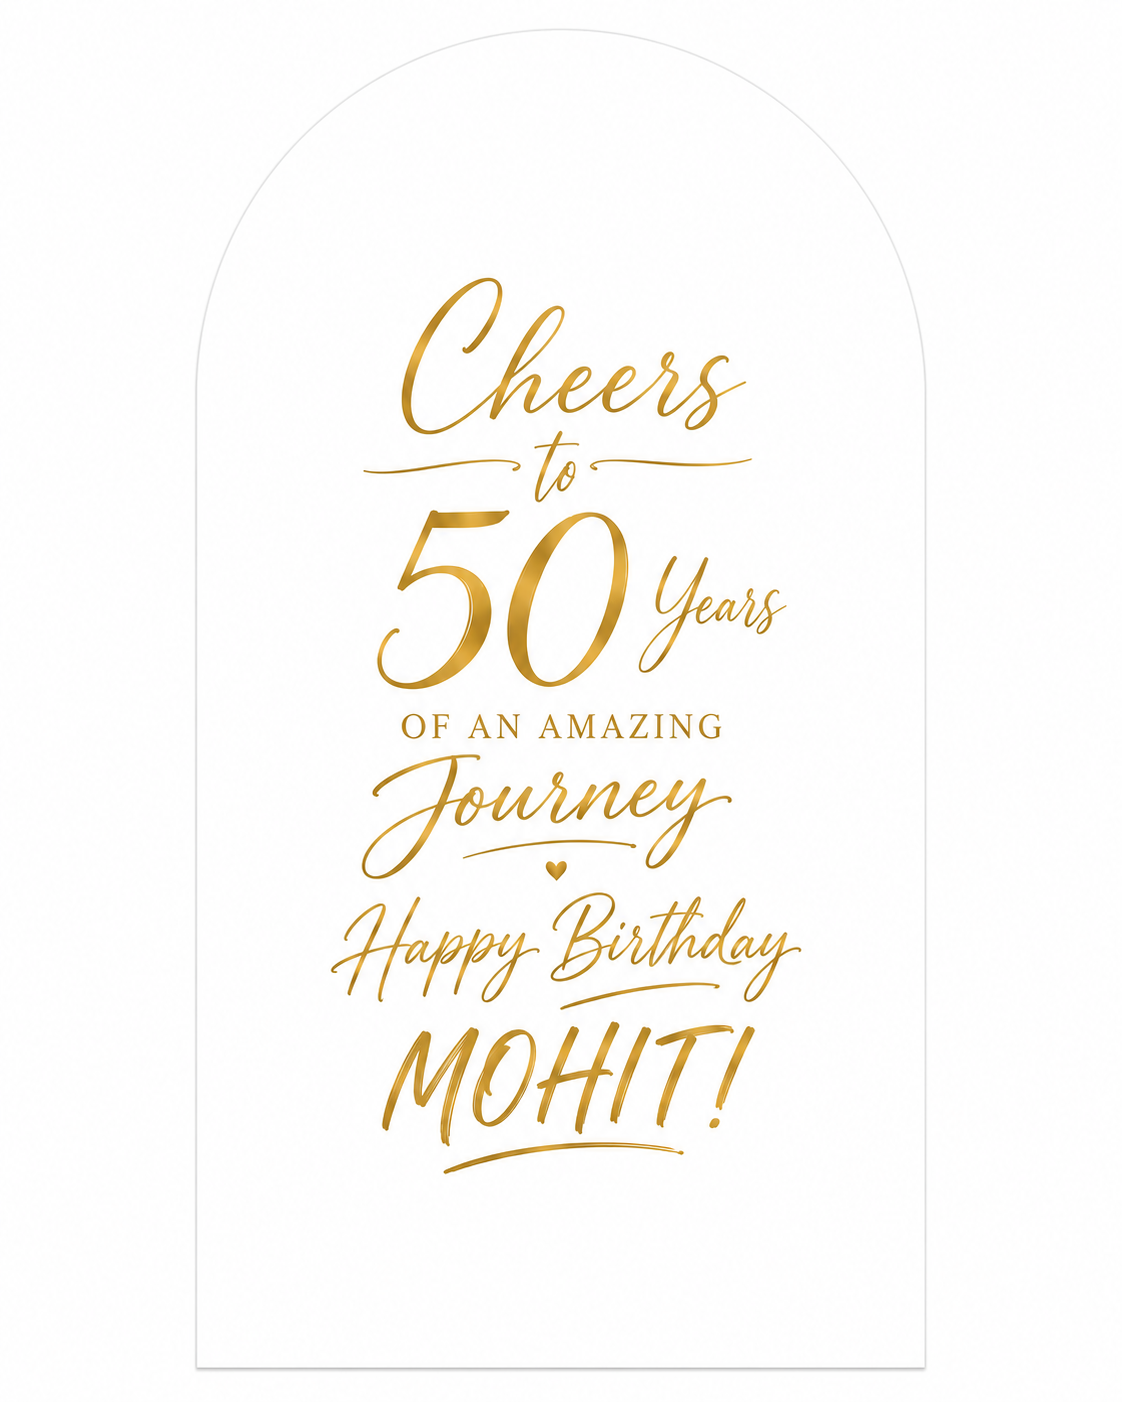 Cheers
to
50 Years
OF AN AMAZING
Journey
Happy Birthday
MOHIT!